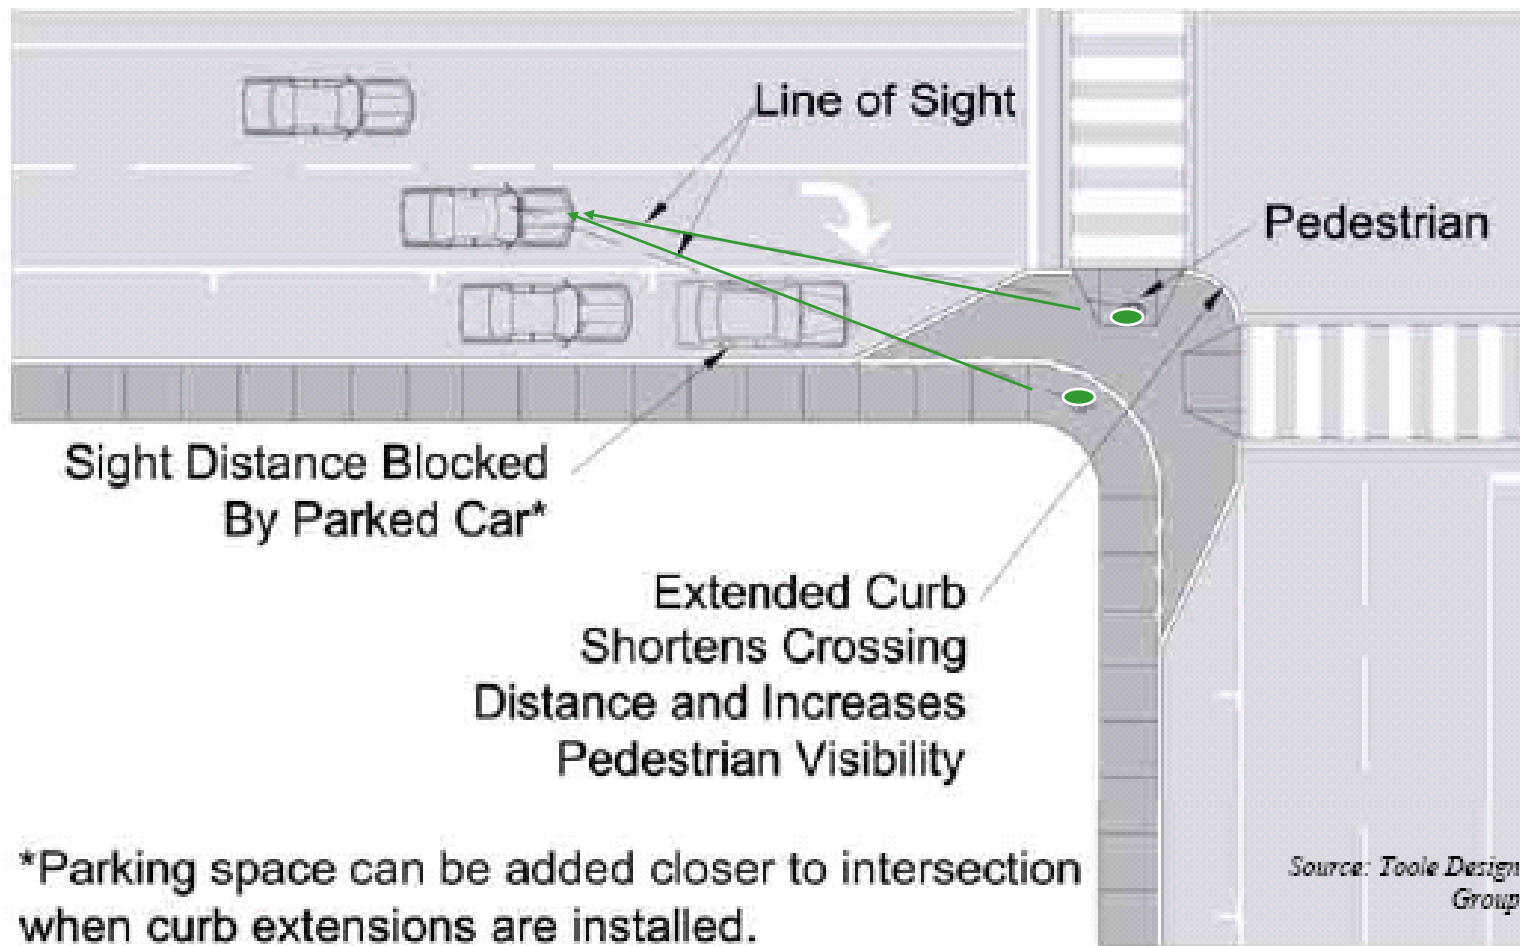 Line of Sight
Pedestrian
Sight Distance Blocked
By Parked Car*
Extended Curb
Shortens Crossing
Distance and Increases
Pedestrian Visibility
*Parking space can be added closer to intersection
when curb extensions are installed.
Source: Toole Design
Group